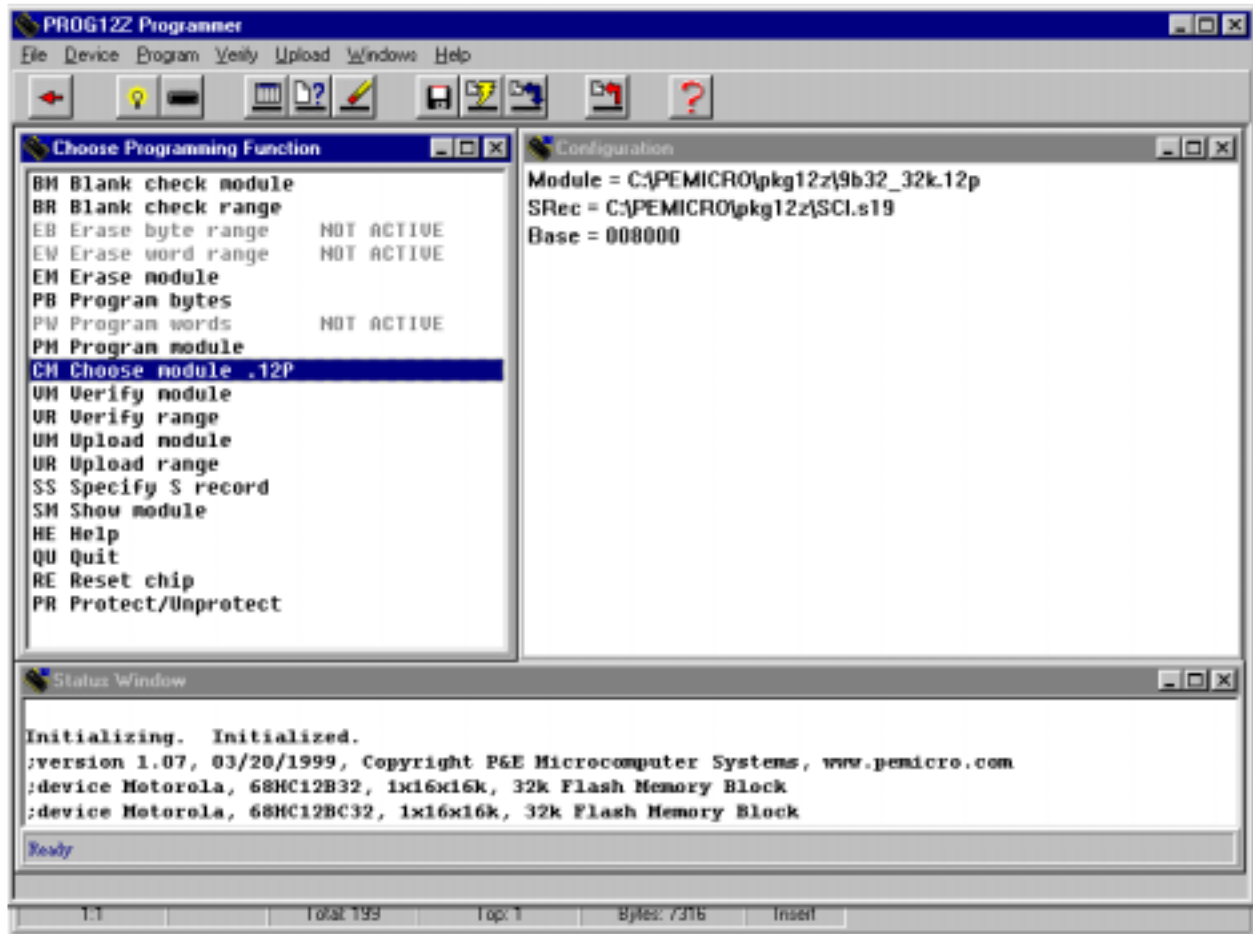 PROG12Z Programmer
File Device Program Verify Upload Windows Help
Choose Programming Function
BM Blank check module
BR Blank check range
EB Erase byte range NOT ACTIVE
EW Erase word range NOT ACTIVE
EM Erase module
PB Program bytes
PW Program words NOT ACTIVE
PM Program module
CM Choose module .12P
VM Verify module
VR Verify range
UM Upload module
UR Upload range
SS Specify S record
SM Show module
HE Help
QU Quit
RE Reset chip
PR Protect/Unprotect
Configuration
Module = C:\PEMICRO\pkg12z\9b32_32k.12p
SRec = C:\PEMICRO\pkg12z\SCI.s19
Base = 008000
Status Window
Initializing. Initialized.
;version 1.07, 03/20/1999, Copyright P&E Microcomputer Systems, www.pemicro.com
;device Motorola, 68HC12B32, 1x16x16k, 32k Flash Memory Block
;device Motorola, 68HC12BC32, 1x16x16k, 32k Flash Memory Block
Ready
1:1 Total: 199 Top: 1 Bytes: 7316 Insert